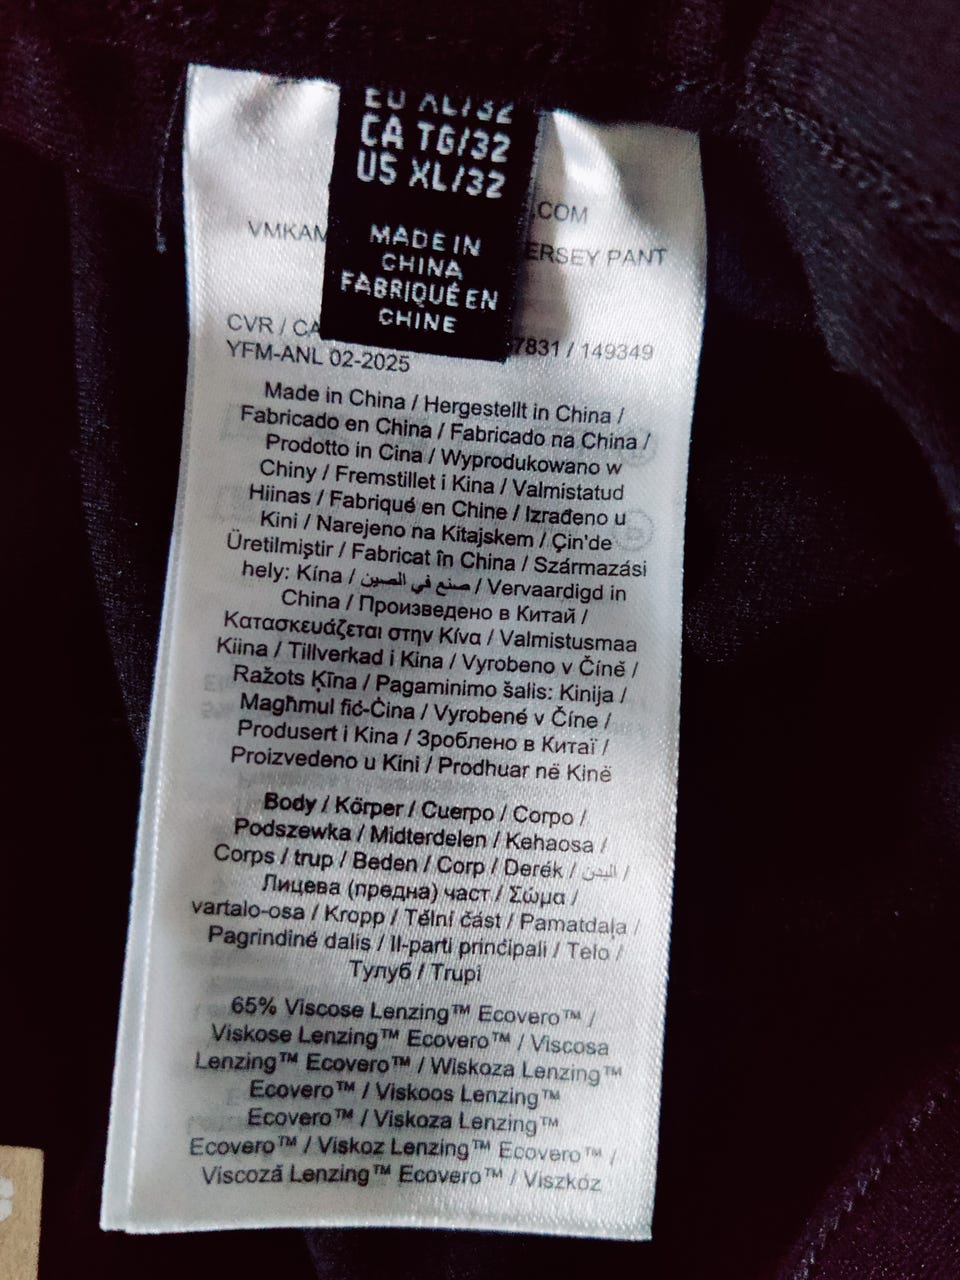 EU XL/32
CA TG/32
US XL/32
MADE IN
CHINA
FABRIQUÉ EN
CHINE
.COM
VMKAM
ERSEY PANT
CVR / CA
7831 / 149349
YFM-ANL 02-2025
Made in China / Hergestellt in China /
Fabricado en China / Fabricado na China /
Prodotto in Cina / Wyprodukowano w
Chiny / Fremstillet i Kina / Valmistatud
Hiinas / Fabriqué en Chine / Izrađeno u
Kini / Narejeno na Kitajskem / Çin'de
Üretilmiştir / Fabricat în China / Származási
hely: Kína / صنع في الصين / Vervaardigd in
China / Произведено в Китай /
Κατασκευάζεται στην Κίνα / Valmistusmaa
Kiina / Tillverkad i Kina / Vyrobeno v Číně /
Ražots Ķīna / Pagaminimo šalis: Kinija /
Magħmul fiċ-Ċina / Vyrobené v Číne /
Produsert i Kina / Зроблено в Китаї /
Proizvedeno u Kini / Prodhuar në Kinë
Body / Körper / Cuerpo / Corpo /
Podszewka / Midterdelen / Kehaosa /
Corps / trup / Beden / Corp / Derék / البدن /
Лицева (предна) част / Σώμα /
vartalo-osa / Kropp / Tělní část / Pamatdaļa /
Pagrindinė dalis / Il-parti prinċipali / Telo /
Тулуб / Trupi
65% Viscose Lenzing™ Ecovero™ /
Viskose Lenzing™ Ecovero™ / Viscosa
Lenzing™ Ecovero™ / Wiskoza Lenzing™
Ecovero™ / Viskoos Lenzing™
Ecovero™ / Viskoza Lenzing™
Ecovero™ / Viskoz Lenzing™ Ecovero™ /
Viscoză Lenzing™ Ecovero™ / Viszkóz